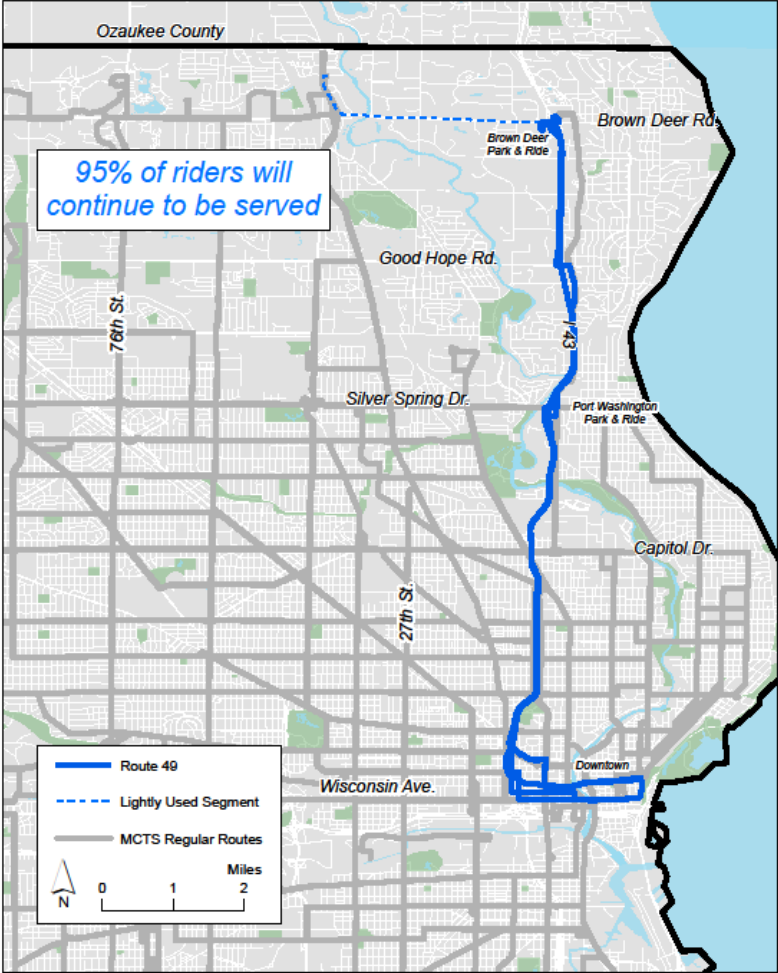 Ozaukee County
Brown Deer Rd.
Brown Deer
Park & Ride
95% of riders will
continue to be served
Good Hope Rd.
76th St.
I 43
Silver Spring Dr.
Port Washington
Park & Ride
Capitol Dr.
27th St.
Downtown
Wisconsin Ave.
Route 49
Lightly Used Segment
MCTS Regular Routes
Miles
N
0 1 2